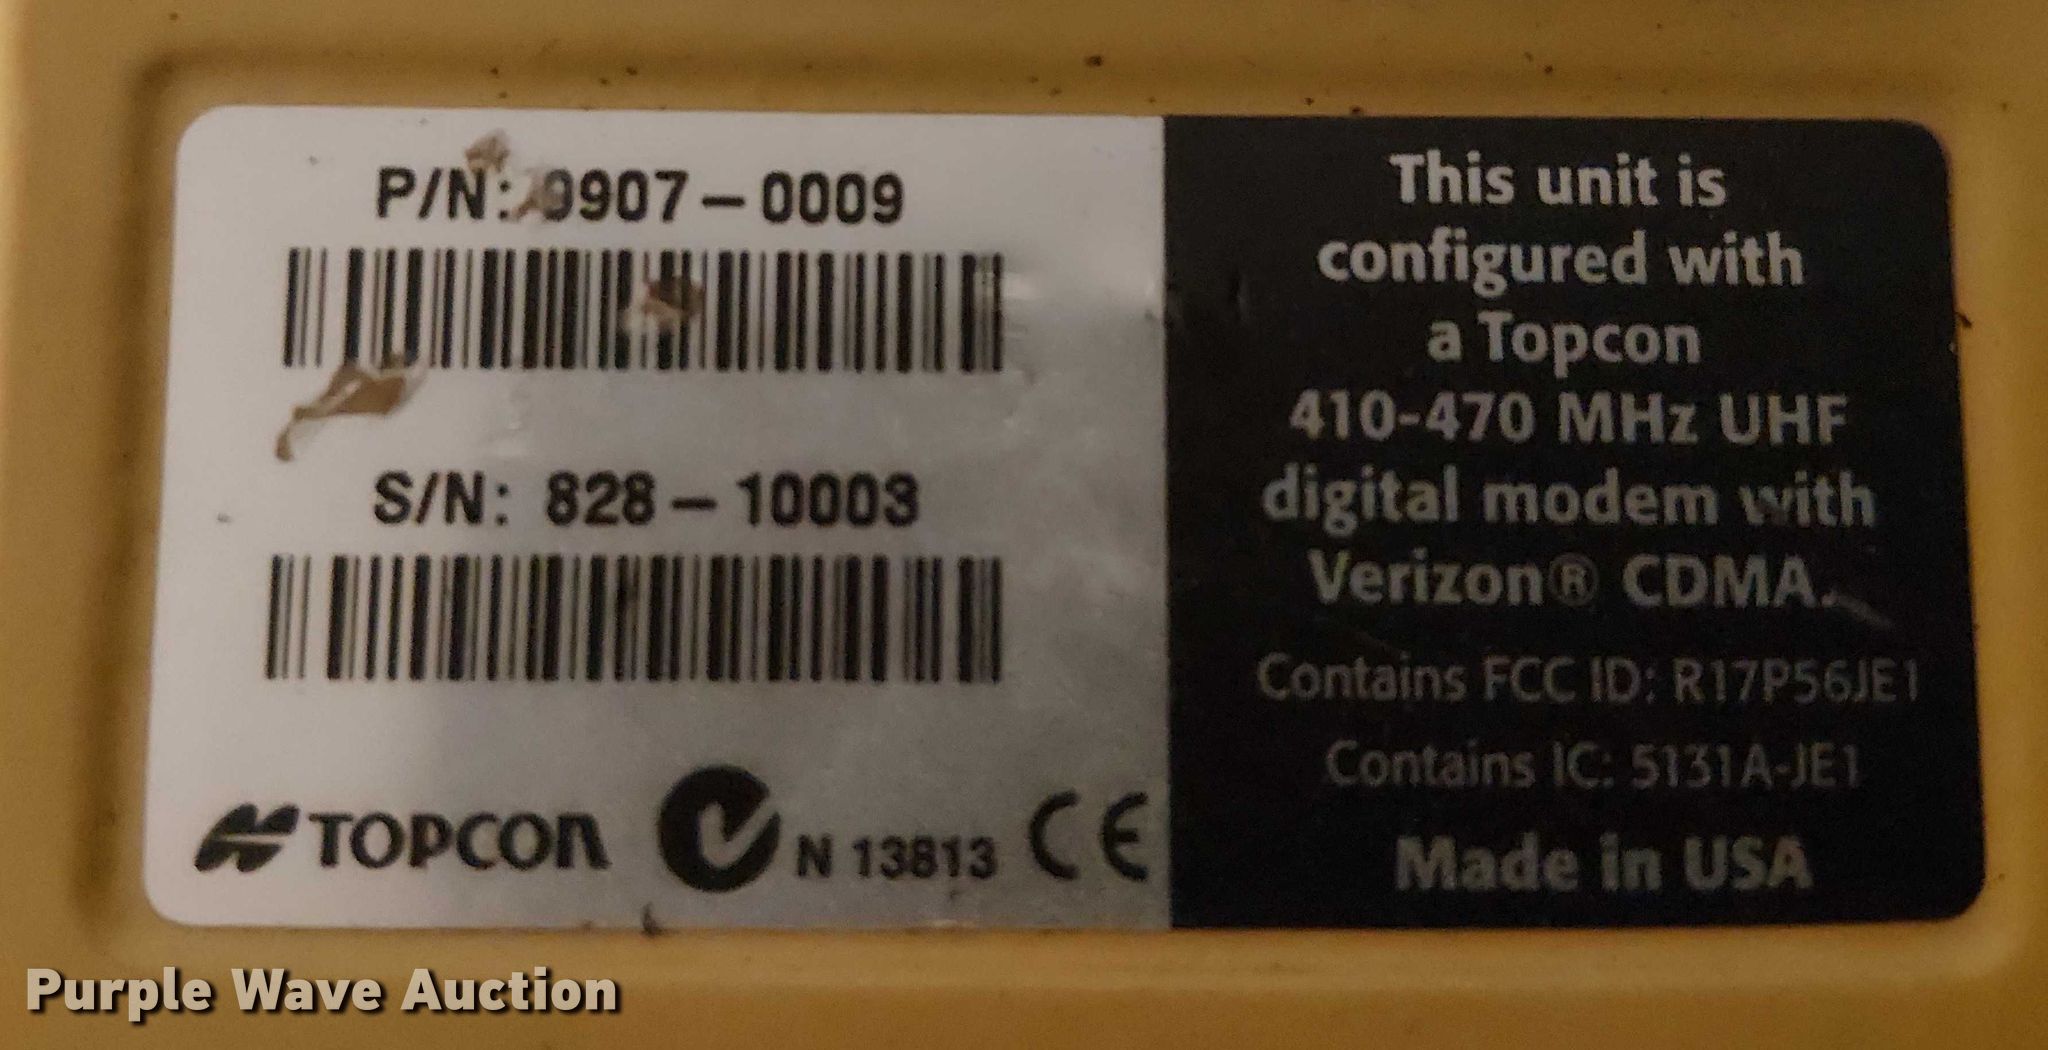 P/N: 9907-0009
S/N: 828-10003
TOPCON
N 13813
CE
This unit is
configured with
a Topcon
410-470 MHz UHF
digital modem with
Verizon® CDMA.
Contains FCC ID: R17P56JE1
Contains IC: 5131A-JE1
Made in USA
Purple Wave Auction